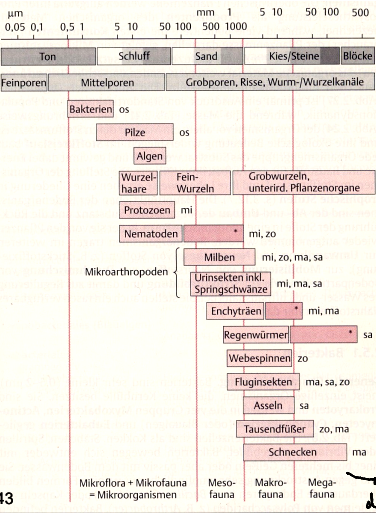 µm mm
0,05 0,1 0,5 1 5 10 50 100 500 1000 1 5 10 50 100 500
Ton Schluff Sand Kies/Steine Blöcke
Feinporen Mittelporen Grobporen, Risse, Wurm-/Wurzelkanäle
Bakterien os
Pilze os
Algen
Wurzel- Fein- Grobwurzeln,
haare Wurzeln unterird. Pflanzenorgane
Protozoen mi
Nematoden * mi, zo
Milben mi, zo, ma, sa
Mikroarthropoden
Urinsekten inkl.
Springschwänze mi, ma, sa
Enchyträen * mi, ma
Regenwürmer * sa
Webespinnen zo
Fluginsekten ma, sa, zo
Asseln sa
Tausendfüßer zo, ma
Schnecken ma
Mikroflora + Mikrofauna Meso- Makro- Mega-
= Mikroorganismen fauna fauna fauna
43